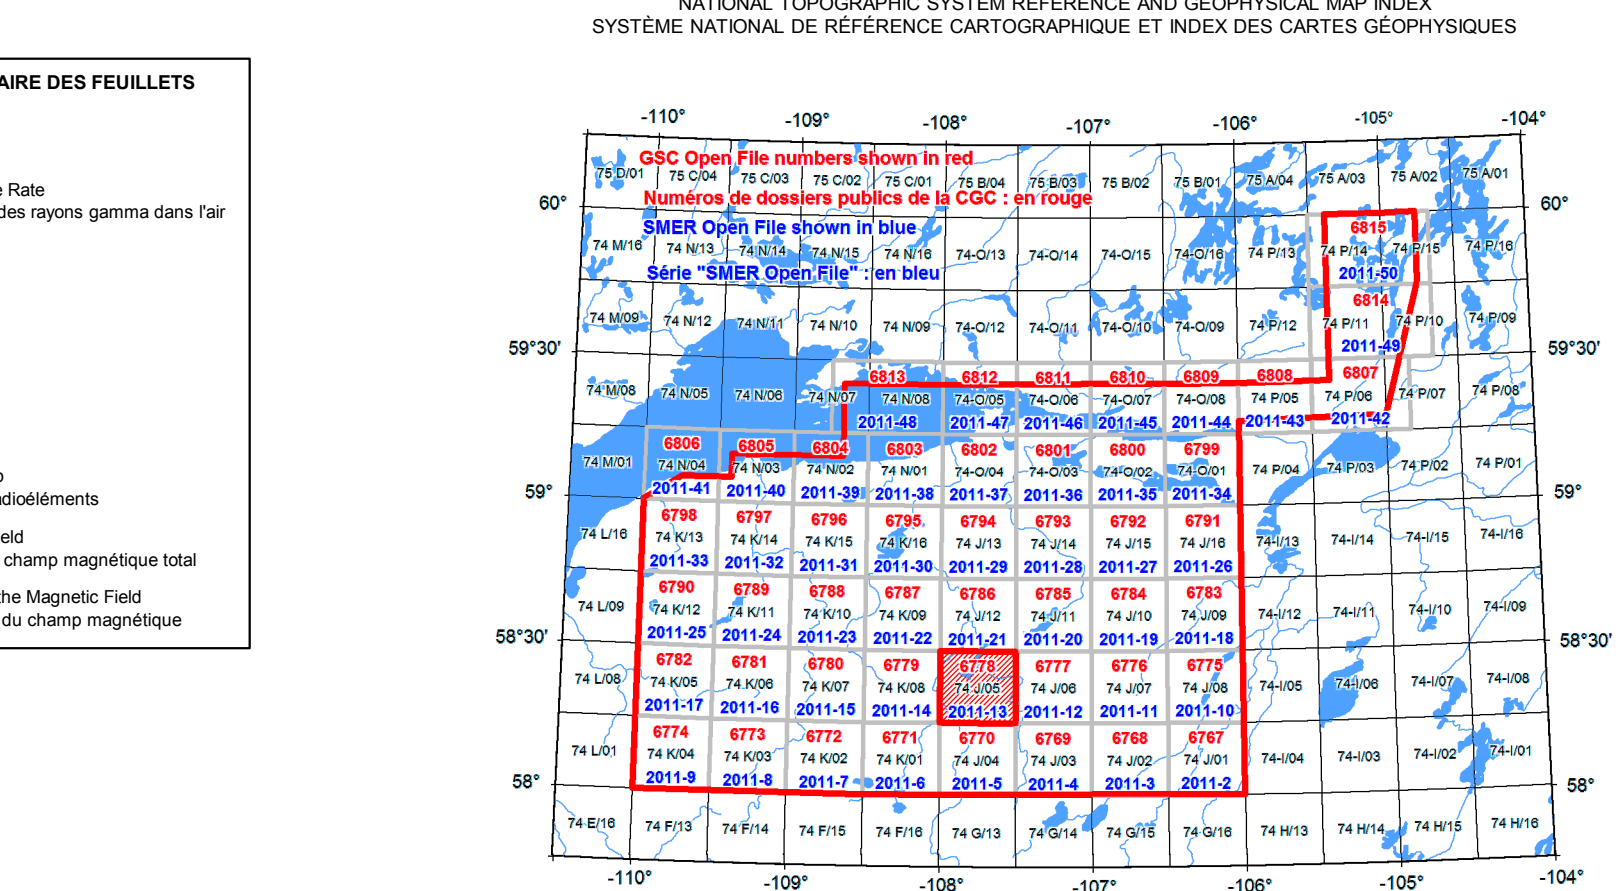 NATIONAL TOPOGRAPHIC SYSTEM REFERENCE AND GEOPHYSICAL MAP INDEX
SYSTÈME NATIONAL DE RÉFÉRENCE CARTOGRAPHIQUE ET INDEX DES CARTES GÉOPHYSIQUES
AIRE DES FEUILLETS
Rate
des rayons gamma dans l'air
dioéléments
champ magnétique total
the Magnetic Field
du champ magnétique
-110° -109° -108° -107° -106° -105° -104°
GSC Open File numbers shown in red
75 D/01 75 C/04 75 C/03 75 C/02 75 C/01 75 B/04 75 B/03 75 B/02 75 B/01 75 A/04 75 A/03 75 A/02 75 A/01
Numéros de dossiers publics de la CGC : en rouge
60° 60°
SMER Open File shown in blue
6815
74 M/16 74 N/13 74 N/14 74 N/15 74 N/16 74-O/13 74-O/14 74-O/15 74-O/16 74 P/13 74 P/14 74 P/15 74 P/16
Série "SMER Open File" : en bleu
2011-50
6814
74 M/09 74 N/12 74 N/11 74 N/10 74 N/09 74-O/12 74-O/11 74-O/10 74-O/09 74 P/12 74 P/11 74 P/10 74 P/09
2011-49
59°30' 59°30'
6813 6812 6811 6810 6809 6808 6807
74 M/08 74 N/05 74 N/06 74 N/07 74 N/08 74-O/05 74-O/06 74-O/07 74-O/08 74 P/05 74 P/06 74 P/07 74 P/08
2011-48 2011-47 2011-46 2011-45 2011-44 2011-43 2011-42
6806 6805 6804 6803 6802 6801 6800 6799
74 M/01 74 N/04 74 N/03 74 N/02 74 N/01 74-O/04 74-O/03 74-O/02 74-O/01 74 P/04 74 P/03 74 P/02 74 P/01
2011-41 2011-40 2011-39 2011-38 2011-37 2011-36 2011-35 2011-34
59° 59°
6798 6797 6796 6795 6794 6793 6792 6791
74 L/16 74 K/13 74 K/14 74 K/15 74 K/16 74 J/13 74 J/14 74 J/15 74 J/16 74-I/13 74-I/14 74-I/15 74-I/16
2011-33 2011-32 2011-31 2011-30 2011-29 2011-28 2011-27 2011-26
6790 6789 6788 6787 6786 6785 6784 6783
74 L/09 74 K/12 74 K/11 74 K/10 74 K/09 74 J/12 74 J/11 74 J/10 74 J/09 74-I/12 74-I/11 74-I/10 74-I/09
2011-25 2011-24 2011-23 2011-22 2011-21 2011-20 2011-19 2011-18
58°30' 58°30'
6782 6781 6780 6779 6778 6777 6776 6775
74 L/08 74 K/05 74 K/06 74 K/07 74 K/08 74 J/05 74 J/06 74 J/07 74 J/08 74-I/05 74-I/06 74-I/07 74-I/08
2011-17 2011-16 2011-15 2011-14 2011-13 2011-12 2011-11 2011-10
6774 6773 6772 6771 6770 6769 6768 6767
74 L/01 74 K/04 74 K/03 74 K/02 74 K/01 74 J/04 74 J/03 74 J/02 74 J/01 74-I/04 74-I/03 74-I/02 74-I/01
2011-9 2011-8 2011-7 2011-6 2011-5 2011-4 2011-3 2011-2
58° 58°
74 E/16 74 F/13 74 F/14 74 F/15 74 F/16 74 G/13 74 G/14 74 G/15 74 G/16 74 H/13 74 H/14 74 H/15 74 H/16
-110° -109° -108° -107° -106° -105° -104°